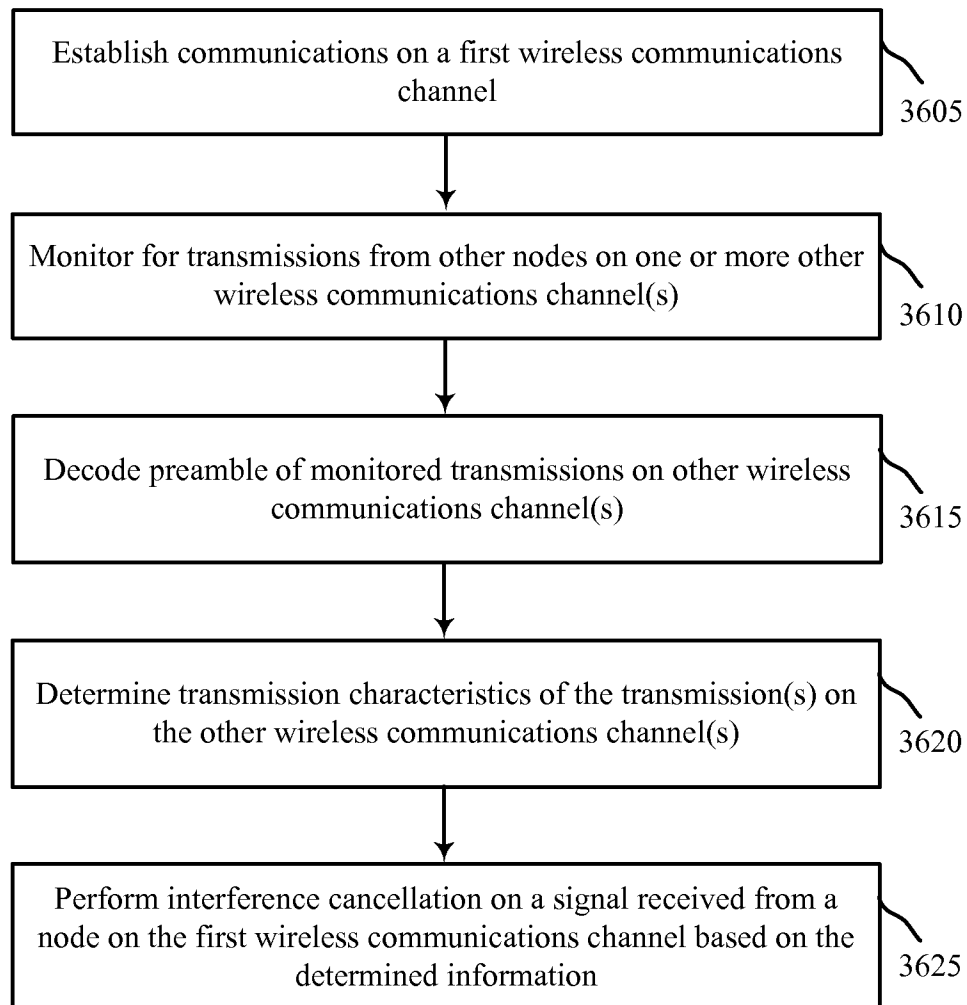 Establish communications on a first wireless communications
channel
3605
Monitor for transmissions from other nodes on one or more other
wireless communications channel(s)
3610
Decode preamble of monitored transmissions on other wireless
communications channel(s)
3615
Determine transmission characteristics of the transmission(s) on
the other wireless communications channel(s)
3620
Perform interference cancellation on a signal received from a
node on the first wireless communications channel based on the
determined information
3625